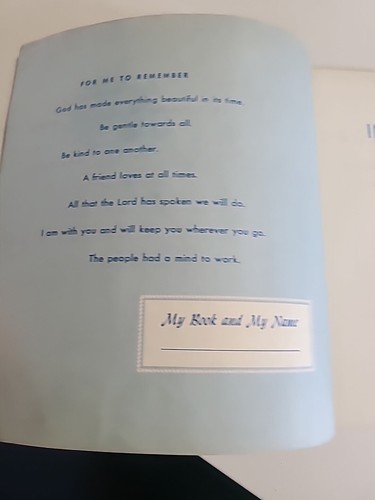 FOR ME TO REMEMBER
God has made everything beautiful in its time.
Be gentle towards all.
Be kind to one another.
A friend loves at all times.
All that the Lord has spoken we will do.
I am with you and will keep you wherever you go.
The people had a mind to work.
My Book and My Name